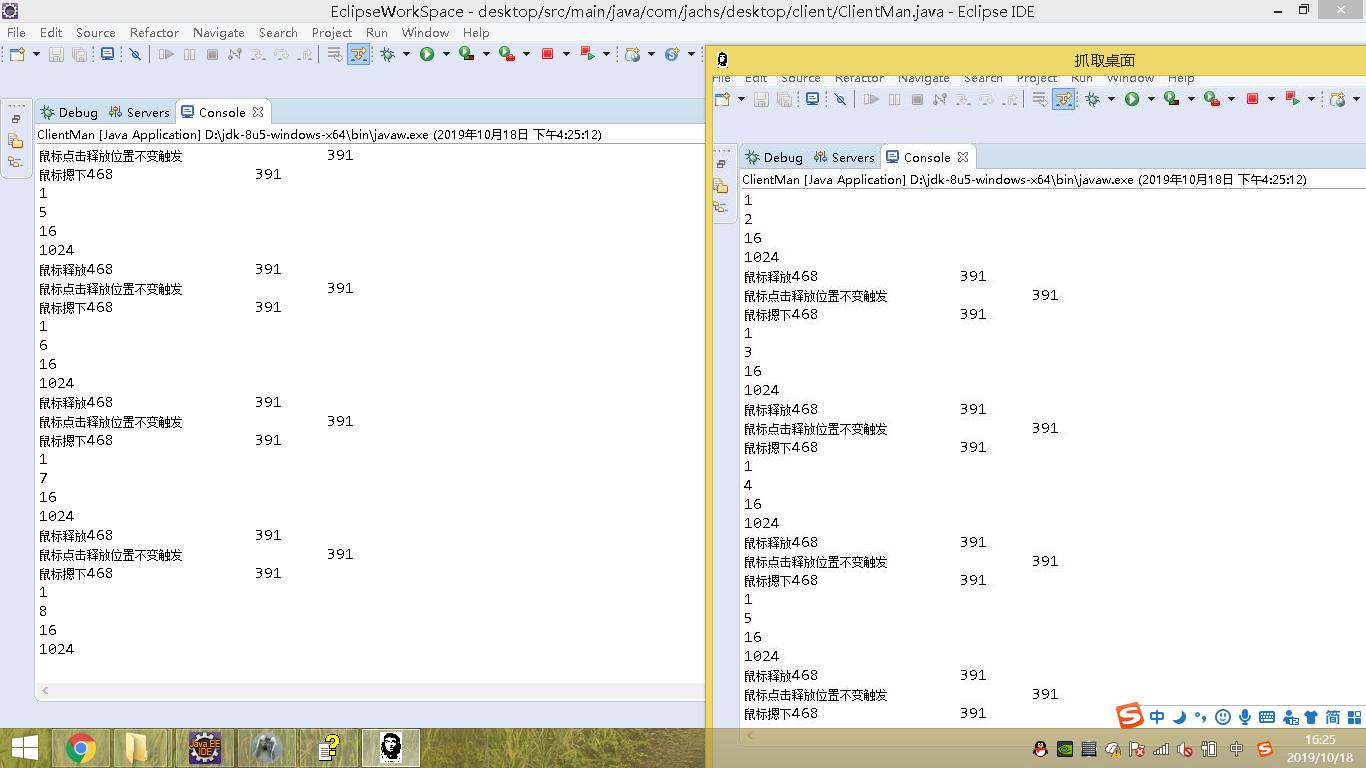 EclipseWorkSpace - desktop/src/main/java/com/jachs/desktop/client/ClientMan.java - Eclipse IDE
File Edit Source Refactor Navigate Search Project Run Window Help
Debug Servers Console
ClientMan [Java Application] D:\jdk-8u5-windows-x64\bin\javaw.exe (2019年10月18日 下午4:25:12)
鼠标点击释放位置不变触发 391
鼠标摁下468 391
1
5
16
1024
鼠标释放468 391
鼠标点击释放位置不变触发 391
鼠标摁下468 391
1
6
16
1024
鼠标释放468 391
鼠标点击释放位置不变触发 391
鼠标摁下468 391
1
7
16
1024
鼠标释放468 391
鼠标点击释放位置不变触发 391
鼠标摁下468 391
1
8
16
1024
抓取桌面
File Edit Source Refactor Navigate Search Project Run Window Help
Debug Servers Console
ClientMan [Java Application] D:\jdk-8u5-windows-x64\bin\javaw.exe (2019年10月18日 下午4:25:12)
1
2
16
1024
鼠标释放468 391
鼠标点击释放位置不变触发 391
鼠标摁下468 391
1
3
16
1024
鼠标释放468 391
鼠标点击释放位置不变触发 391
鼠标摁下468 391
1
4
16
1024
鼠标释放468 391
鼠标点击释放位置不变触发 391
鼠标摁下468 391
1
5
16
1024
鼠标释放468 391
鼠标点击释放位置不变触发 391
鼠标摁下468 391
中 简
Java EE IDE
中
16:25
2019/10/18